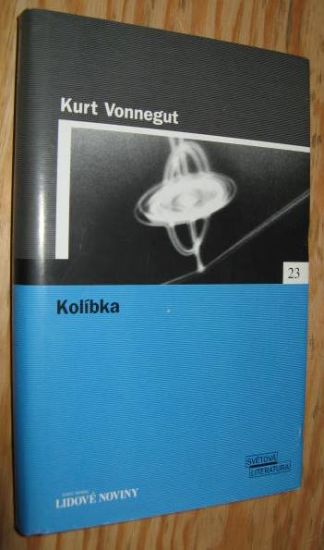 Kurt Vonnegut
23
Kolíbka
SVĚTOVÁ
LITERATURA
LIDOVÉ NOVINY